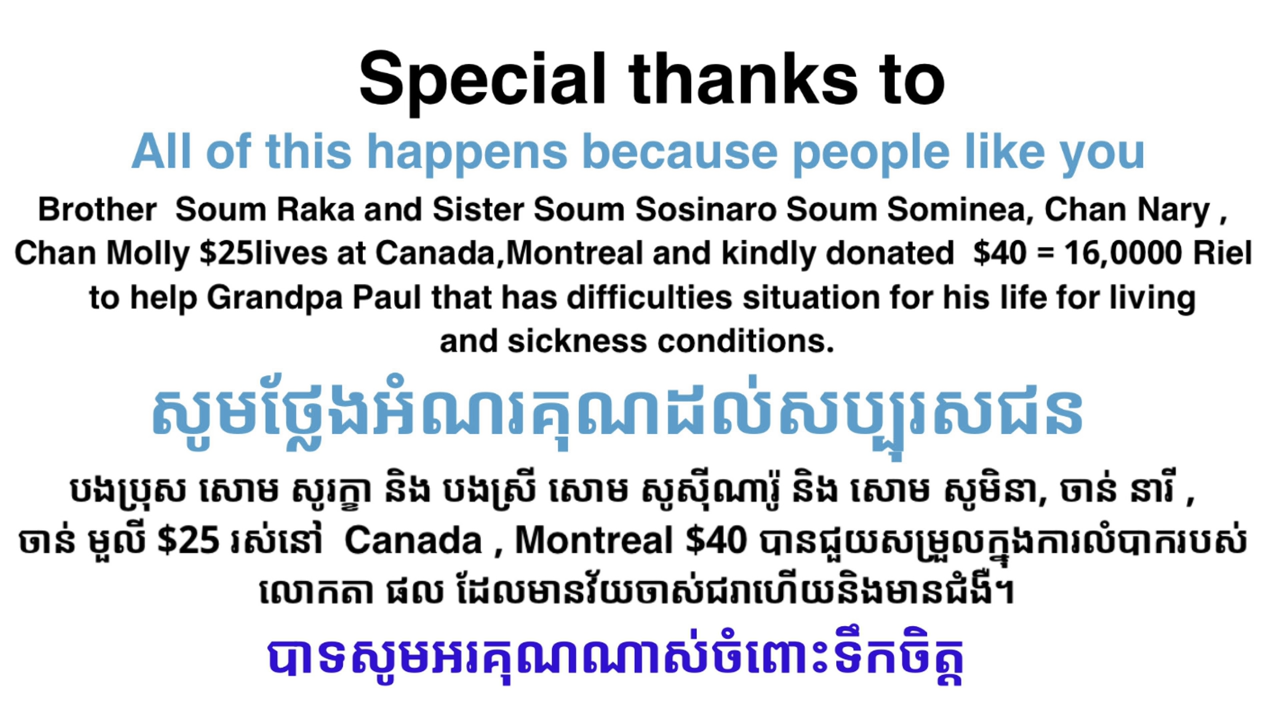 Special thanks to
All of this happens because people like you
Brother  Soum Raka and Sister Soum Sosinaro Soum Sominea, Chan Nary ,
Chan Molly $25lives at Canada,Montreal and kindly donated  $40 = 16,0000 Riel
to help Grandpa Paul that has difficulties situation for his life for living
and sickness conditions.
សូមថ្លែងអំណរគុណដល់សប្បុរសជន
បងប្រុស សោម សូរក្ខា និង បងស្រី សោម សូស៊ីណារ៉ូ និង សោម សូមិនា, ចាន់ នារី ,
ចាន់ មួលី $25 រស់នៅ  Canada , Montreal $40 បានជួយសម្រួលក្នុងការលំបាករបស់
លោកតា ផល ដែលមានវ័យចាស់ជរាហើយនិងមានជំងឺ។
បាទសូមអរគុណណាស់ចំពោះទឹកចិត្ត